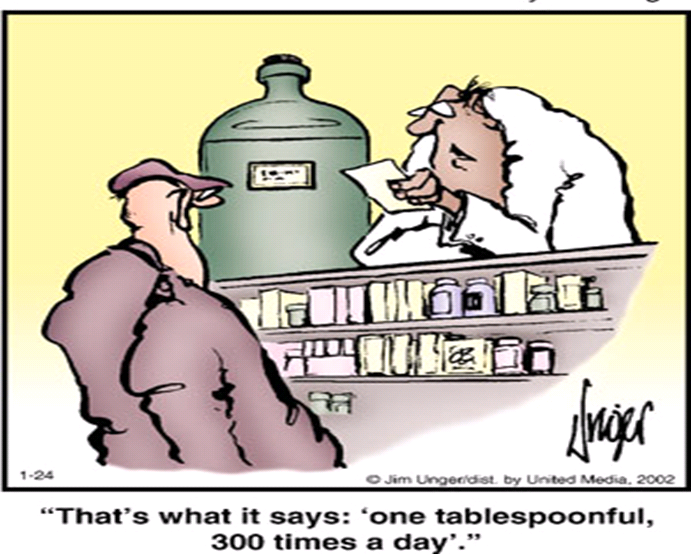 Unger
1-24
© Jim Unger/dist. by United Media, 2002
“That’s what it says: ‘one tablespoonful,
300 times a day’.”